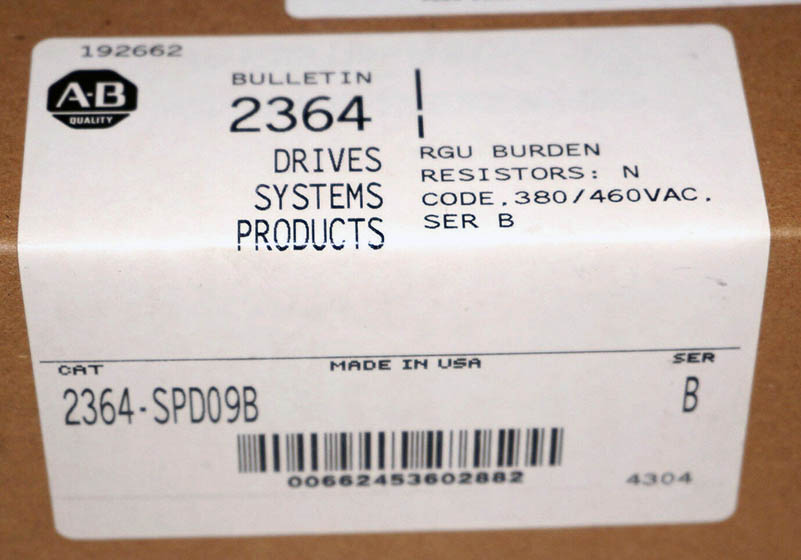 192662
A-B
QUALITY
BULLETIN
2364
DRIVES
SYSTEMS
PRODUCTS
RGU BURDEN
RESISTORS: N
CODE,380/460VAC,
SER B
CAT
MADE IN USA
SER
2364-SPD09B
B
00662453602882
4304